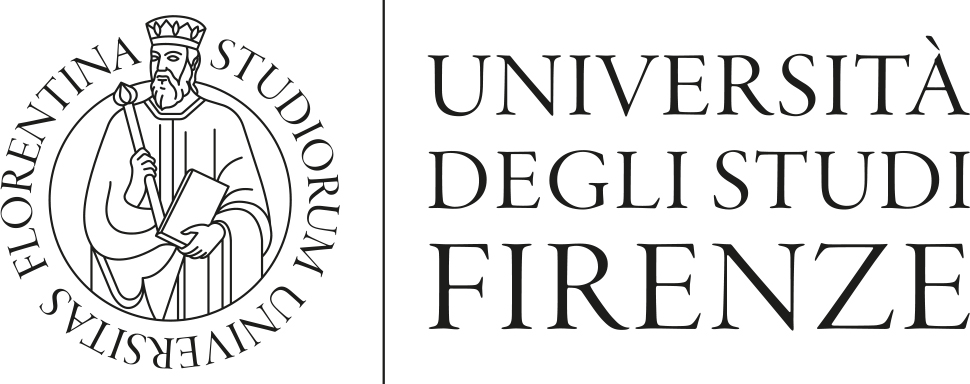 FLORENTINA STUDIORUM UNIVERSITAS
UNIVERSITÀ
DEGLI STUDI
FIRENZE